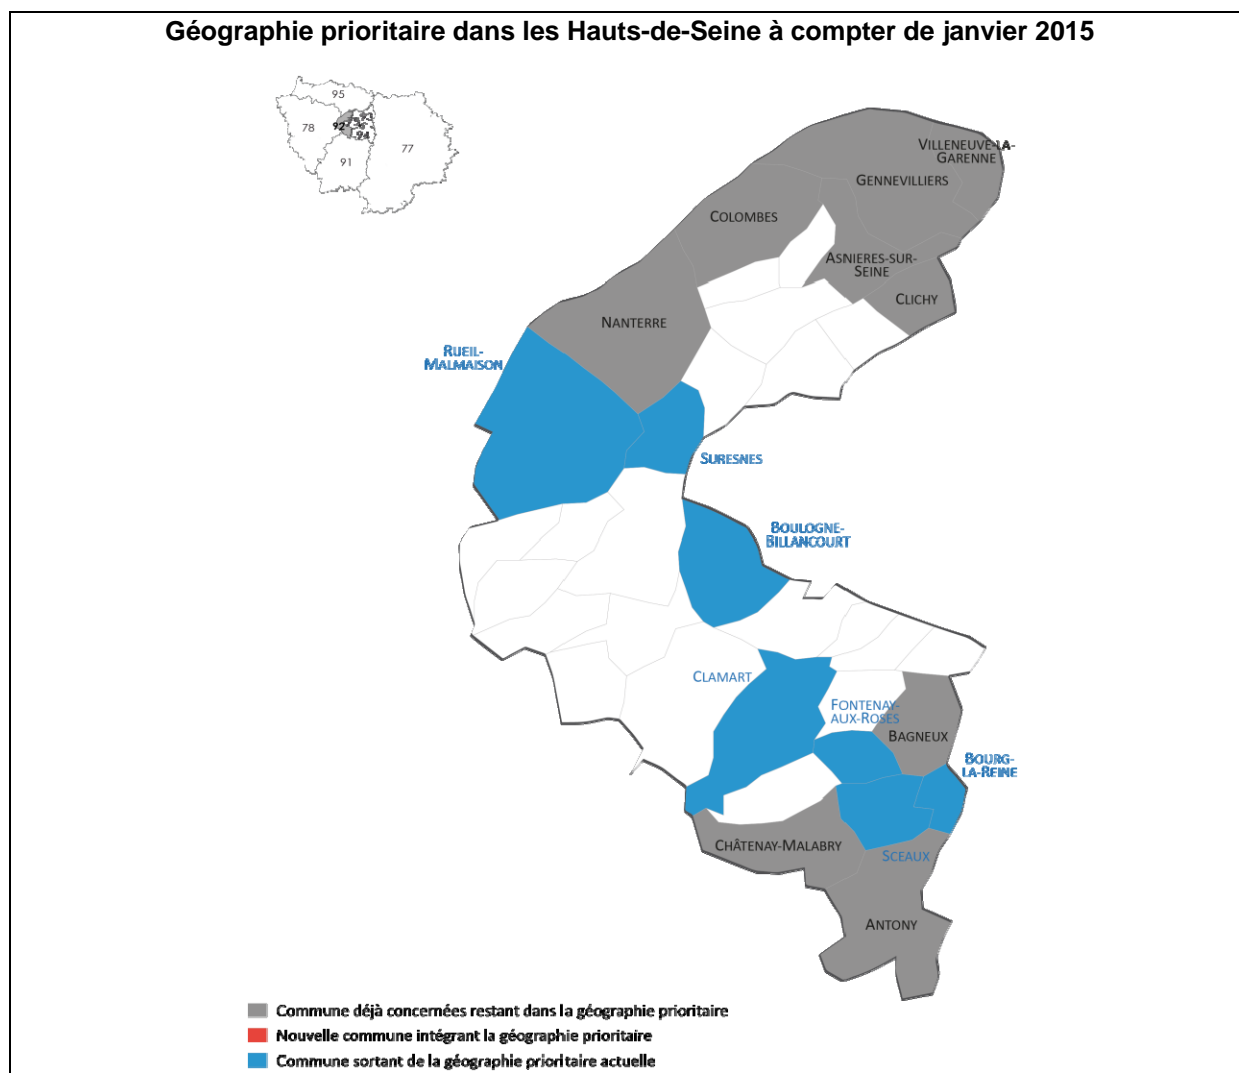 Géographie prioritaire dans les Hauts-de-Seine à compter de janvier 2015
95
78
92
75
93
94
91
77
VILLENEUVE-LA-
GARENNE
GENNEVILLIERS
COLOMBES
ASNIERES-SUR-
SEINE
CLICHY
NANTERRE
RUEIL-
MALMAISON
SURESNES
BOULOGNE-
BILLANCOURT
CLAMART
FONTENAY-
AUX-ROSES
BAGNEUX
BOURG-
LA-REINE
CHÂTENAY-MALABRY
SCEAUX
ANTONY
Commune déjà concernées restant dans la géographie prioritaire
Nouvelle commune intégrant la géographie prioritaire
Commune sortant de la géographie prioritaire actuelle